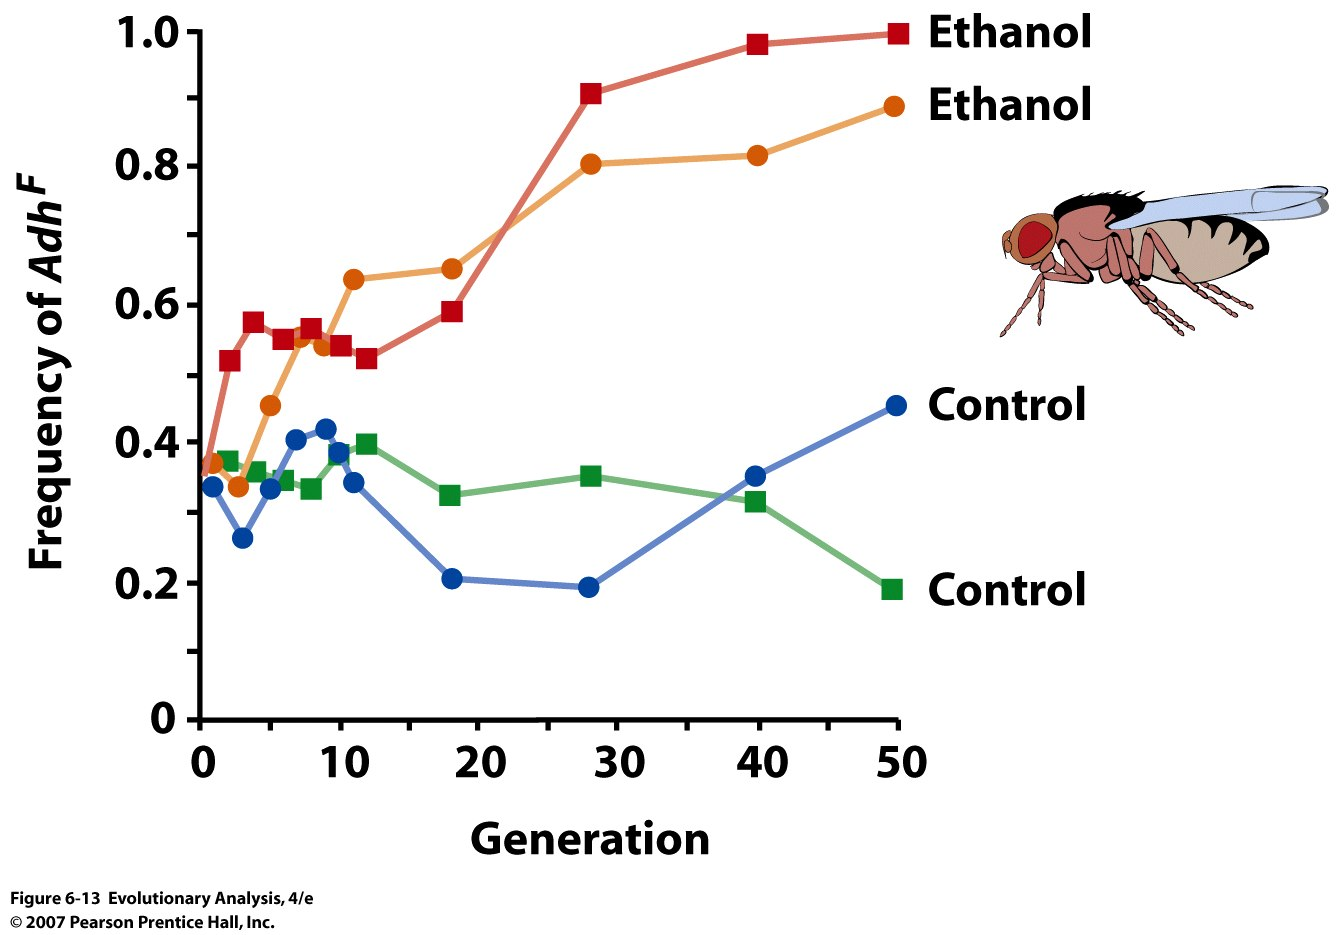 1.0
0.8
0.6
0.4
0.2
0
Frequency of Adh F
Ethanol
Ethanol
Control
Control
0 10 20 30 40 50
Generation
Figure 6-13 Evolutionary Analysis, 4/e
© 2007 Pearson Prentice Hall, Inc.